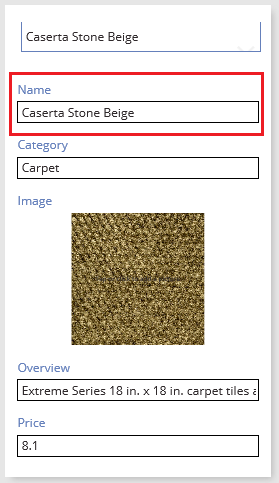 Caserta Stone Beige
Name
Caserta Stone Beige
Category
Carpet
Image
Overview
Extreme Series 18 in. x 18 in. carpet tiles a
Price
8.1